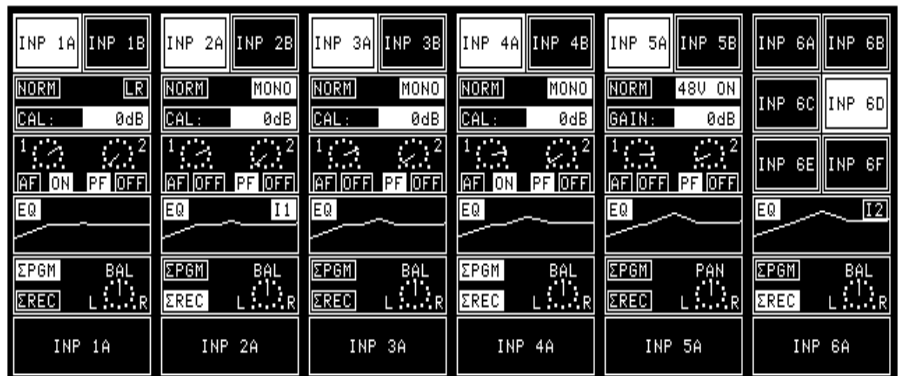 INP 1A INP 1B INP 2A INP 2B INP 3A INP 3B INP 4A INP 4B INP 5A INP 5B INP 6A INP 6B
NORM LR NORM MONO NORM MONO NORM MONO NORM 48V ON
CAL: 0dB CAL: 0dB CAL: 0dB CAL: 0dB GAIN: 0dB INP 6C INP 6D
1 2 1 2 1 2 1 2 1 2
AF ON PF OFF AF OFF PF OFF AF OFF PF OFF AF ON PF OFF AF OFF PF OFF INP 6E INP 6F
EQ EQ I1 EQ EQ EQ EQ I2
ΣPGM BAL ΣPGM BAL ΣPGM BAL ΣPGM BAL ΣPGM PAN ΣPGM BAL
ΣREC L R ΣREC L R ΣREC L R ΣREC L R ΣREC L R ΣREC L R
INP 1A INP 2A INP 3A INP 4A INP 5A INP 6A